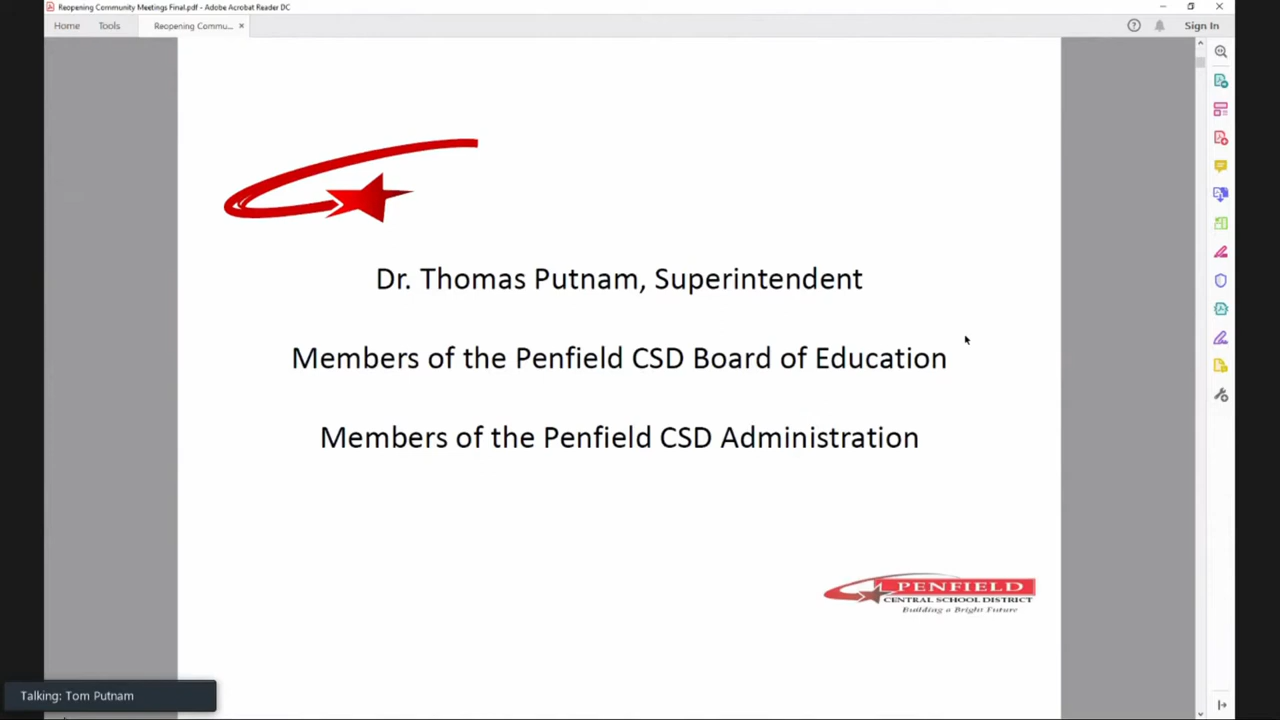 Reopening Community Meetings Final.pdf - Adobe Acrobat Reader DC
Home Tools Reopening Commu... × Sign In
Dr. Thomas Putnam, Superintendent
Members of the Penfield CSD Board of Education
Members of the Penfield CSD Administration
PENFIELD
CENTRAL SCHOOL DISTRICT
Building a Bright Future
Talking: Tom Putnam